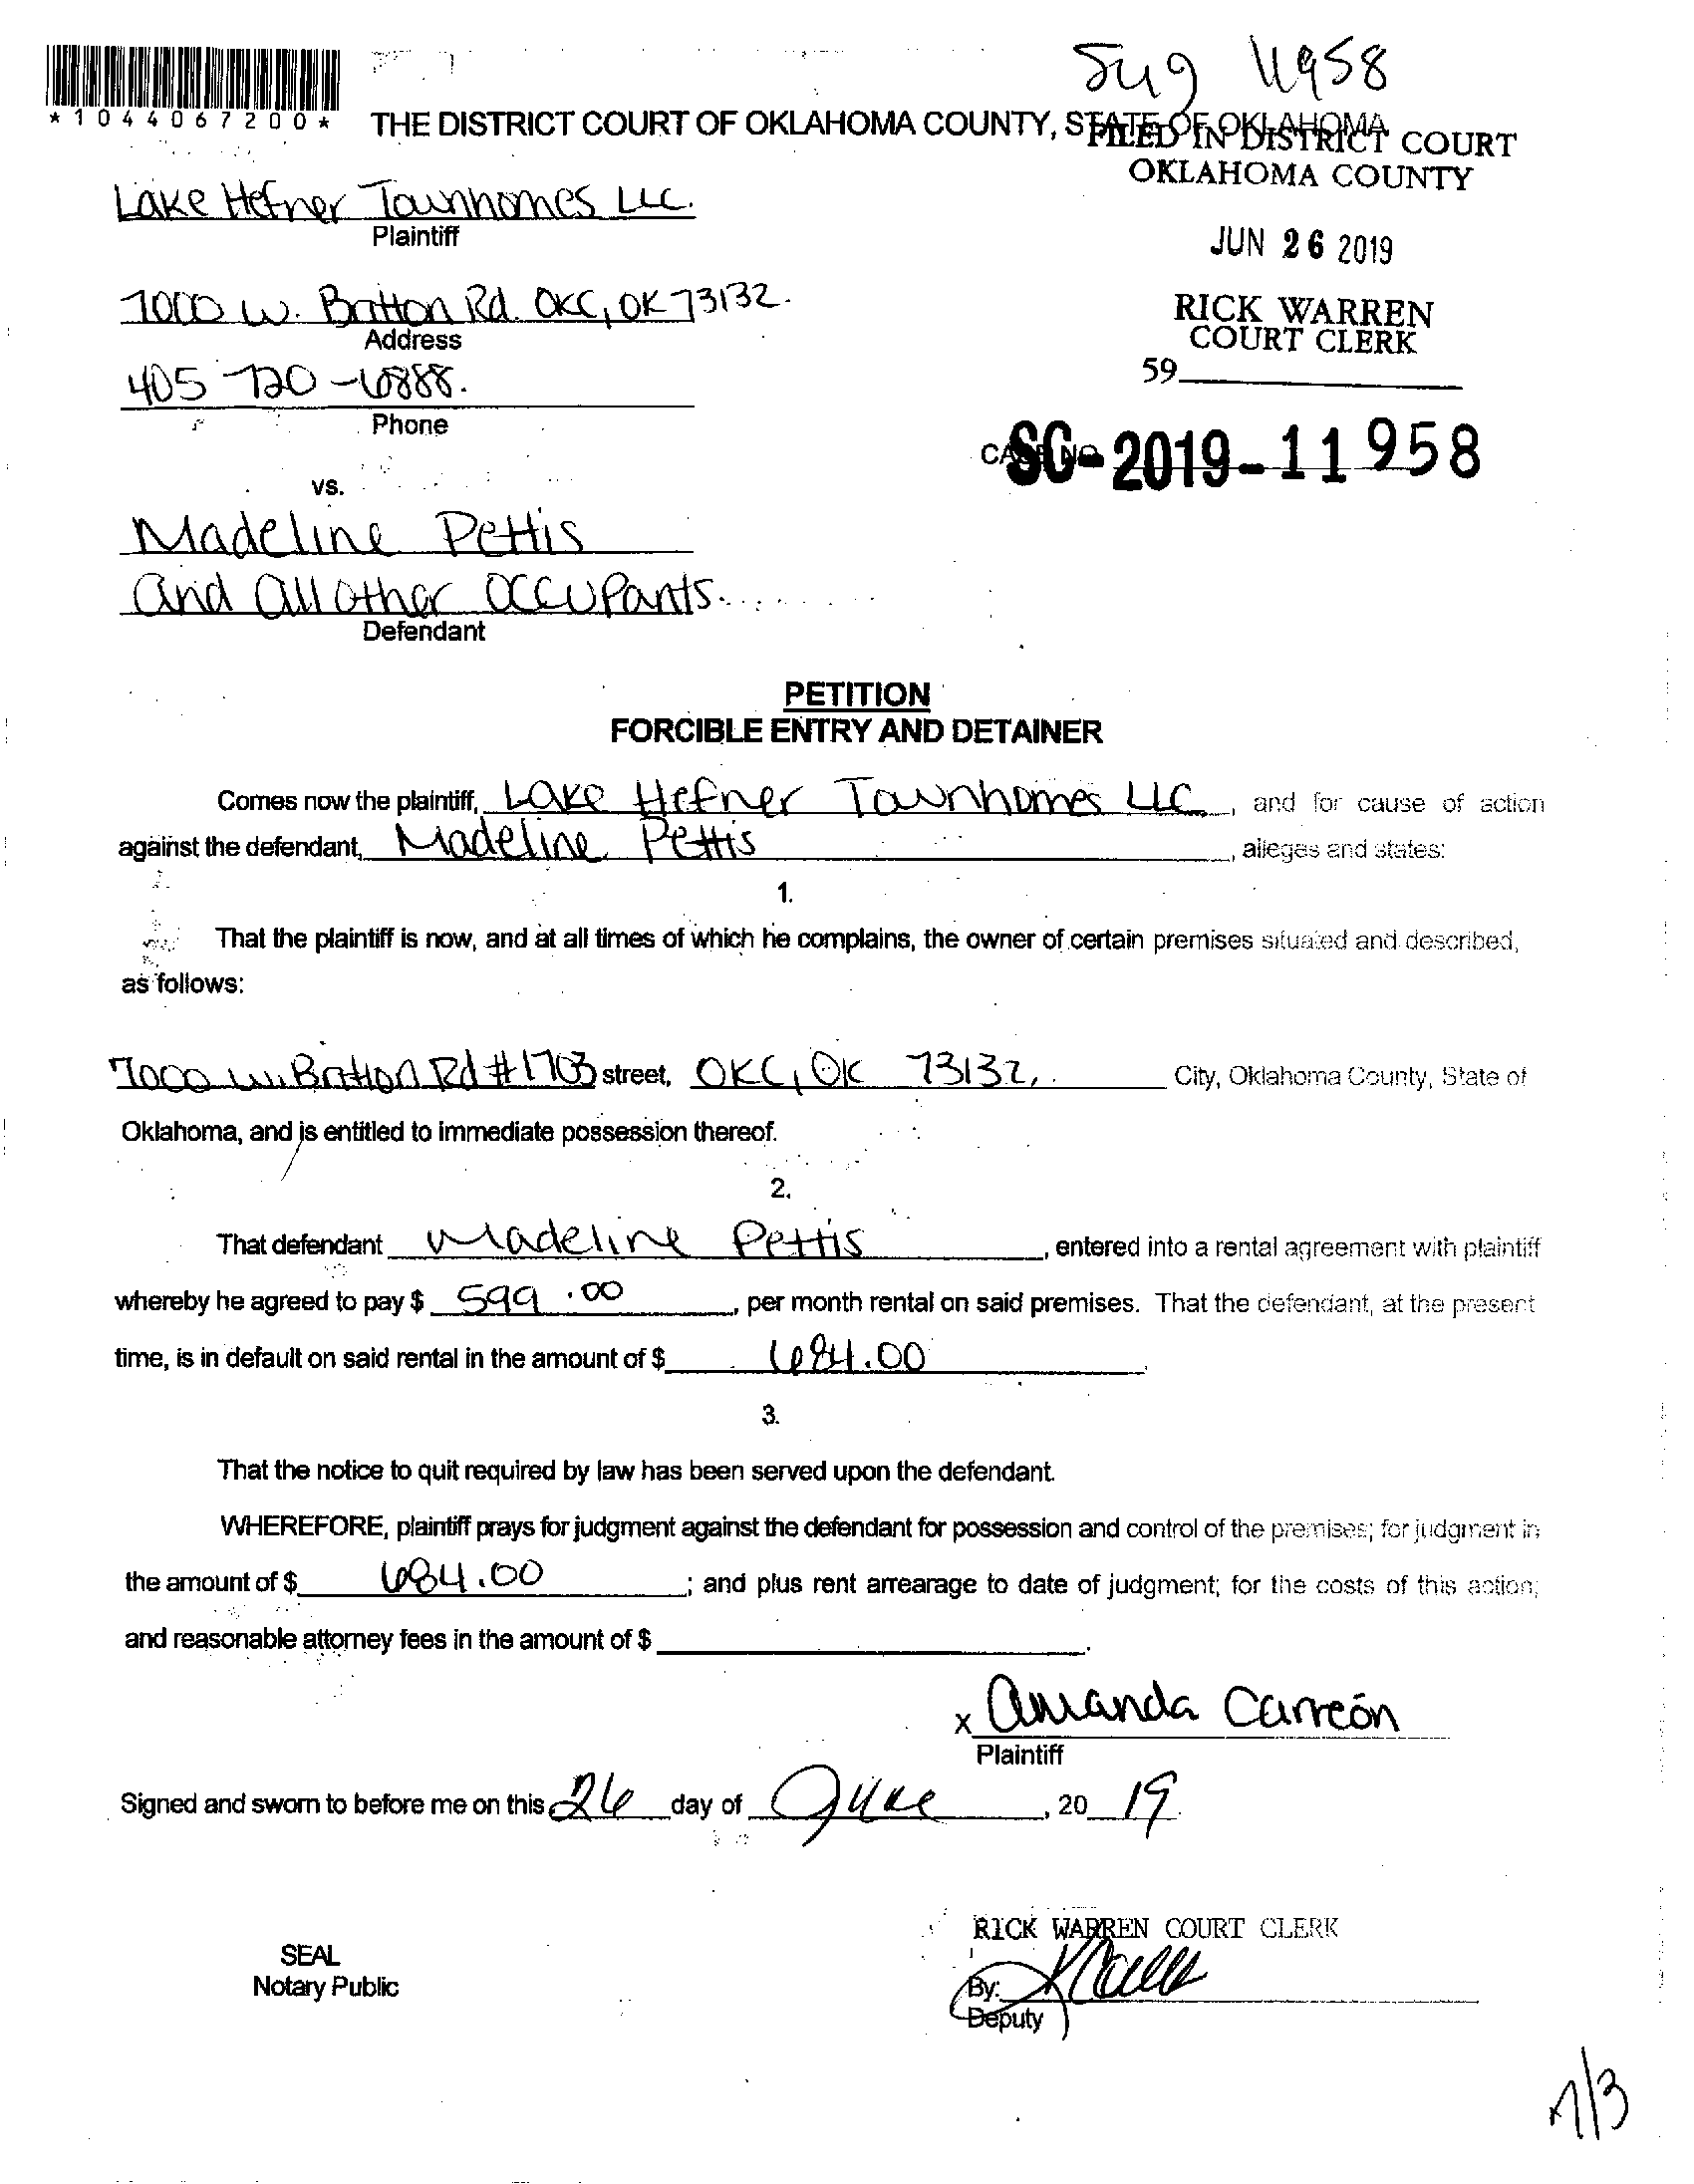 Sug 11958
*1044067200*
THE DISTRICT COURT OF OKLAHOMA COUNTY, STATE OF OKLAHOMA
FILED IN DISTRICT COURT
OKLAHOMA COUNTY
Lake Hefner Townhomes LLC.
Plaintiff
JUN 26 2019
7000 W. Britton Rd. OKC, OK 73132.
Address
RICK WARREN
COURT CLERK
405-720-6888.
59
Phone
CASE NO. SC-2019-11958
vs.
Madeline Pettis
and all other occupants.
Defendant
PETITION
FORCIBLE ENTRY AND DETAINER
Comes now the plaintiff, Lake Hefner Townhomes LLC, and for cause of action
against the defendant, Madeline Pettis, alleges and states:
1.
That the plaintiff is now, and at all times of which he complains, the owner of certain premises situated and described,
as follows:
7000 W. Britton Rd #1703 street, OKC, OK 73132, City, Oklahoma County, State of
Oklahoma, and is entitled to immediate possession thereof.
2.
That defendant Madeline Pettis, entered into a rental agreement with plaintiff
whereby he agreed to pay $ 599.00, per month rental on said premises. That the defendant, at the present
time, is in default on said rental in the amount of $ 684.00.
3.
That the notice to quit required by law has been served upon the defendant.
WHEREFORE, plaintiff prays for judgment against the defendant for possession and control of the premises; for judgment in
the amount of $ 684.00; and plus rent arrearage to date of judgment; for the costs of this action;
and reasonable attorney fees in the amount of $ .
x Amanda Carreón
Plaintiff
Signed and sworn to before me on this 26 day of June, 20 19
RICK WARREN COURT CLERK
SEAL
Notary Public
By:
Deputy
7/3